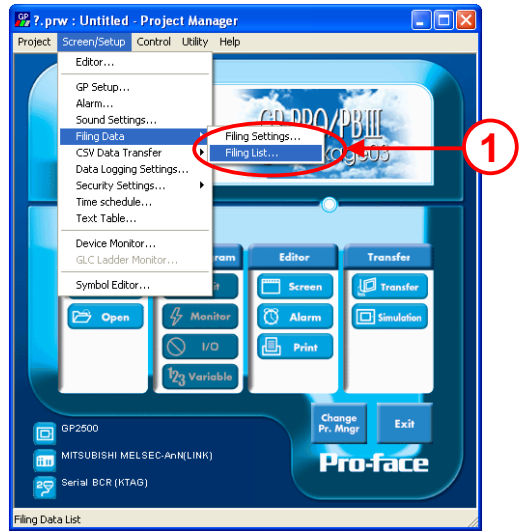 ?.prw : Untitled - Project Manager
Project Screen/Setup Control Utility Help
Editor...
GP Setup...
Alarm...
Sound Settings...
Filing Data
CSV Data Transfer
Data Logging Settings...
Security Settings...
Time schedule...
Text Table...
Device Monitor...
GLC Ladder Monitor...
Symbol Editor...
Filing Settings...
Filing List...
1
GP-PRO/PBIII
Editor Transfer
Screen Transfer
Open Monitor Alarm Simulation
I/O Print
123 Variable
Change
Pr. Mngr
Exit
GP2500
MITSUBISHI MELSEC-AnN(LINK)
Serial BCR (KTAG)
Pro-face
Filing Data List